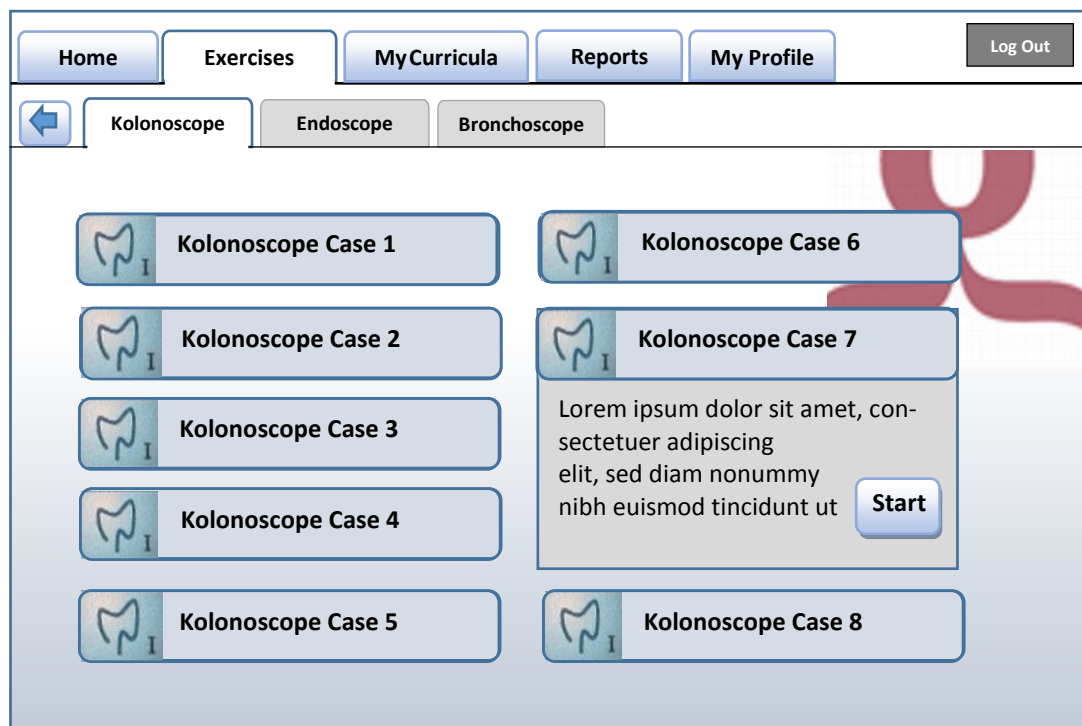 Home
Exercises
My Curricula
Reports
My Profile
Log Out
Kolonoscope
Endoscope
Bronchoscope
I Kolonoscope Case 1
I Kolonoscope Case 2
I Kolonoscope Case 3
I Kolonoscope Case 4
I Kolonoscope Case 5
I Kolonoscope Case 6
I Kolonoscope Case 7
Lorem ipsum dolor sit amet, con-
sectetuer adipiscing
elit, sed diam nonummy
nibh euismod tincidunt ut
Start
I Kolonoscope Case 8